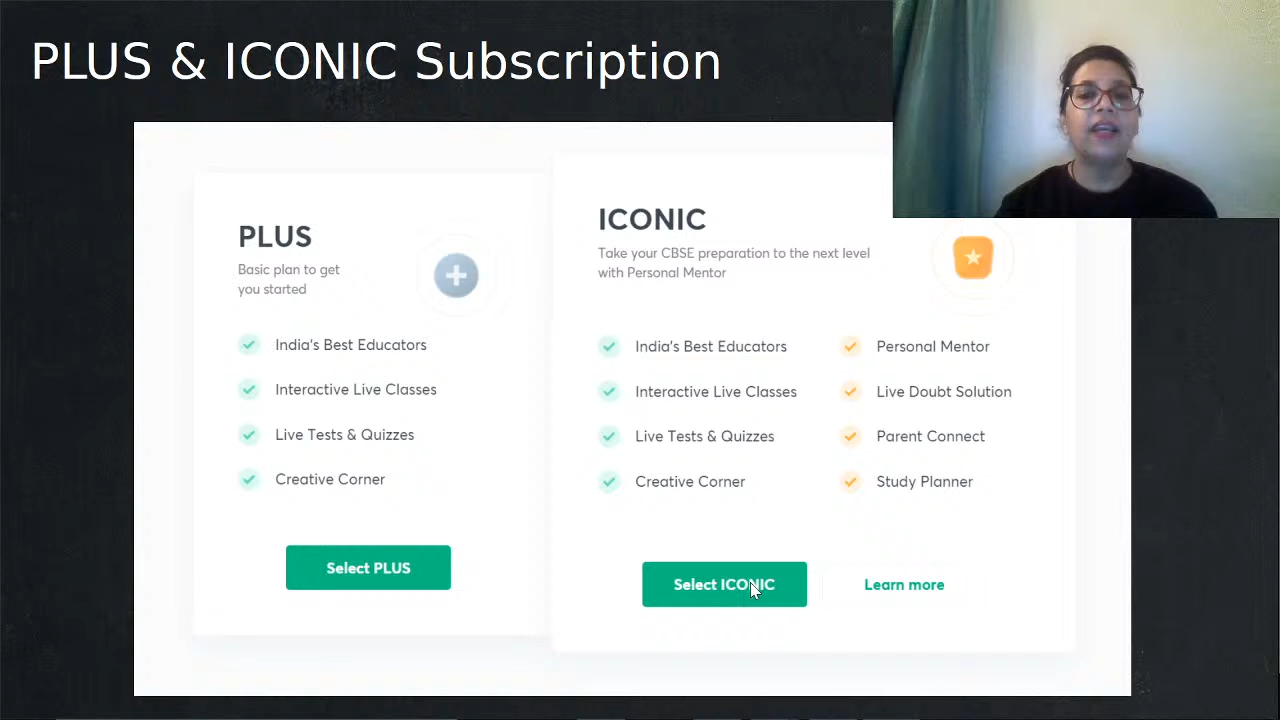 PLUS & ICONIC Subscription
PLUS
Basic plan to get
you started
India's Best Educators
Interactive Live Classes
Live Tests & Quizzes
Creative Corner
Select PLUS
ICONIC
Take your CBSE preparation to the next level
with Personal Mentor
India's Best Educators
Interactive Live Classes
Live Tests & Quizzes
Creative Corner
Personal Mentor
Live Doubt Solution
Parent Connect
Study Planner
Select ICONIC
Learn more